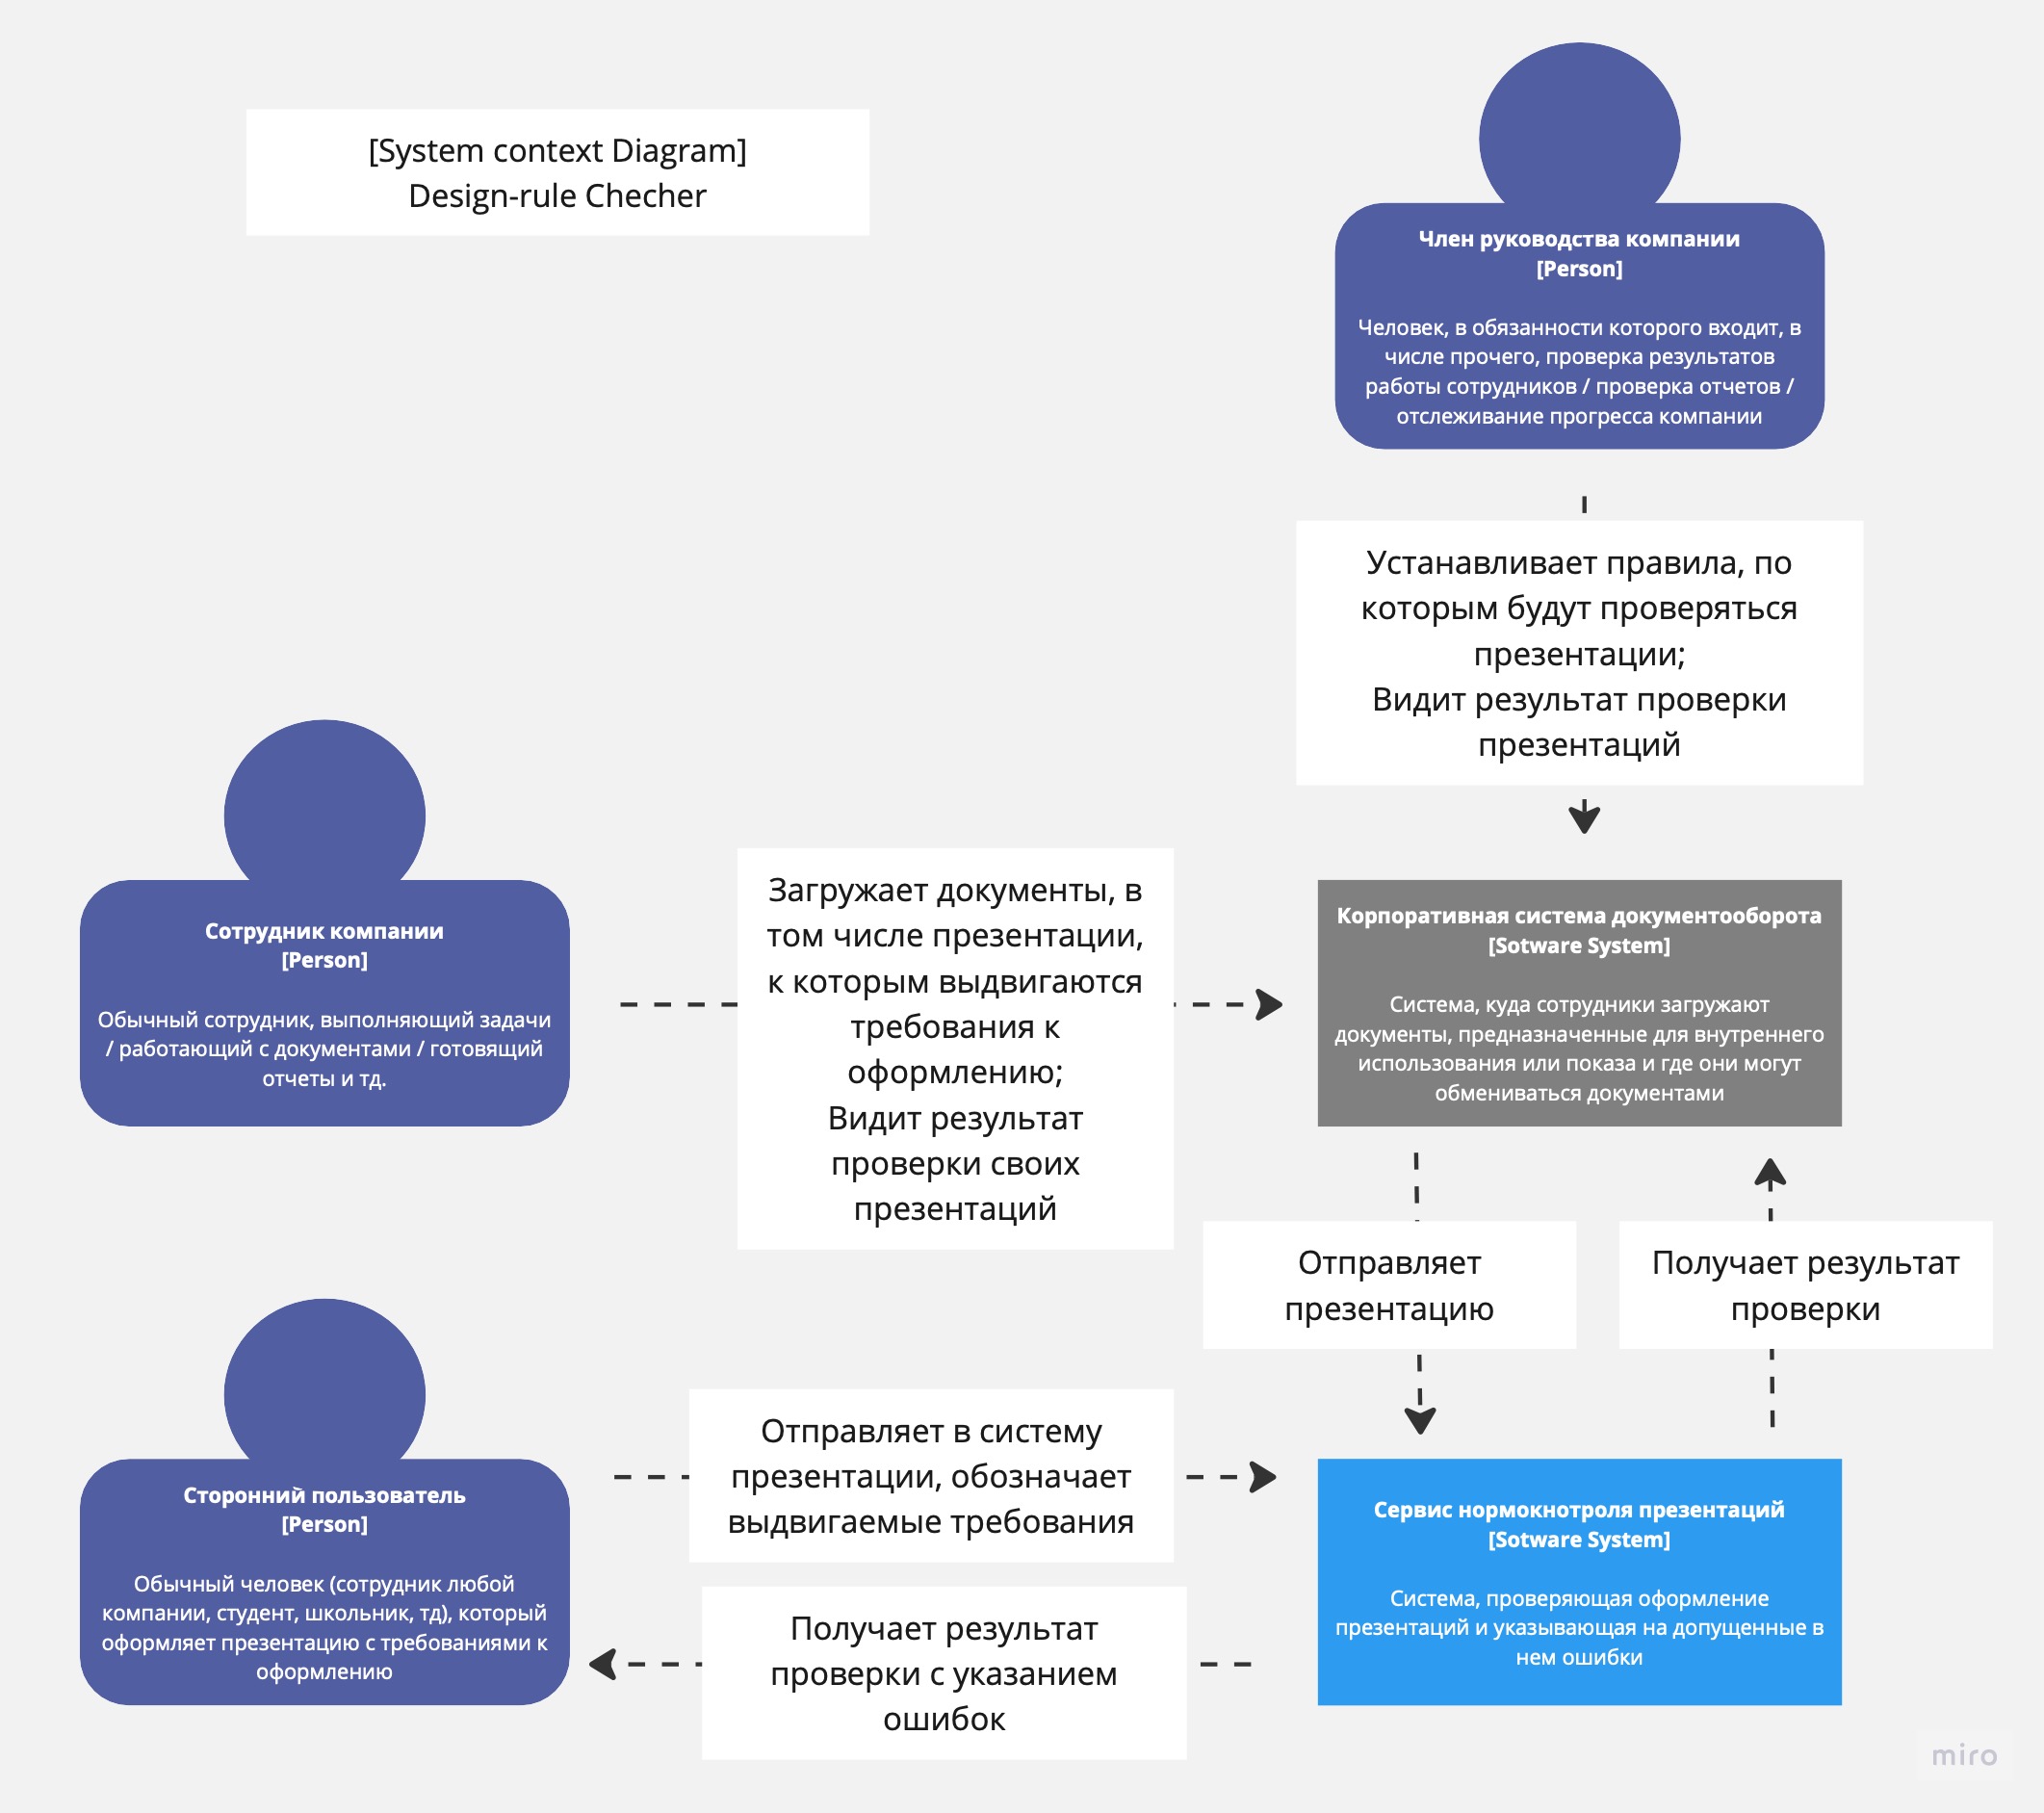 [System context Diagram]
Design-rule Checher
Член руководства компании
[Person]
Человек, в обязанности которого входит, в
числе прочего, проверка результатов
работы сотрудников / проверка отчетов /
отслеживание прогресса компании
Устанавливает правила, по
которым будут проверяться
презентации;
Видит результат проверки
презентаций
Сотрудник компании
[Person]
Обычный сотрудник, выполняющий задачи
/ работающий с документами / готовящий
отчеты и тд.
Загружает документы, в
том числе презентации,
к которым выдвигаются
требования к
оформлению;
Видит результат
проверки своих
презентаций
Корпоративная система документооборота
[Sotware System]
Система, куда сотрудники загружают
документы, предназначенные для внутреннего
использования или показа и где они могут
обмениваться документами
Отправляет
презентацию
Получает результат
проверки
Сторонний пользователь
[Person]
Обычный человек (сотрудник любой
компании, студент, школьник, тд), который
оформляет презентацию с требованиями к
оформлению
Отправляет в систему
презентации, обозначает
выдвигаемые требования
Получает результат
проверки с указанием
ошибок
Сервис нормокнотроля презентаций
[Sotware System]
Система, проверяющая оформление
презентаций и указывающая на допущенные в
нем ошибки
miro